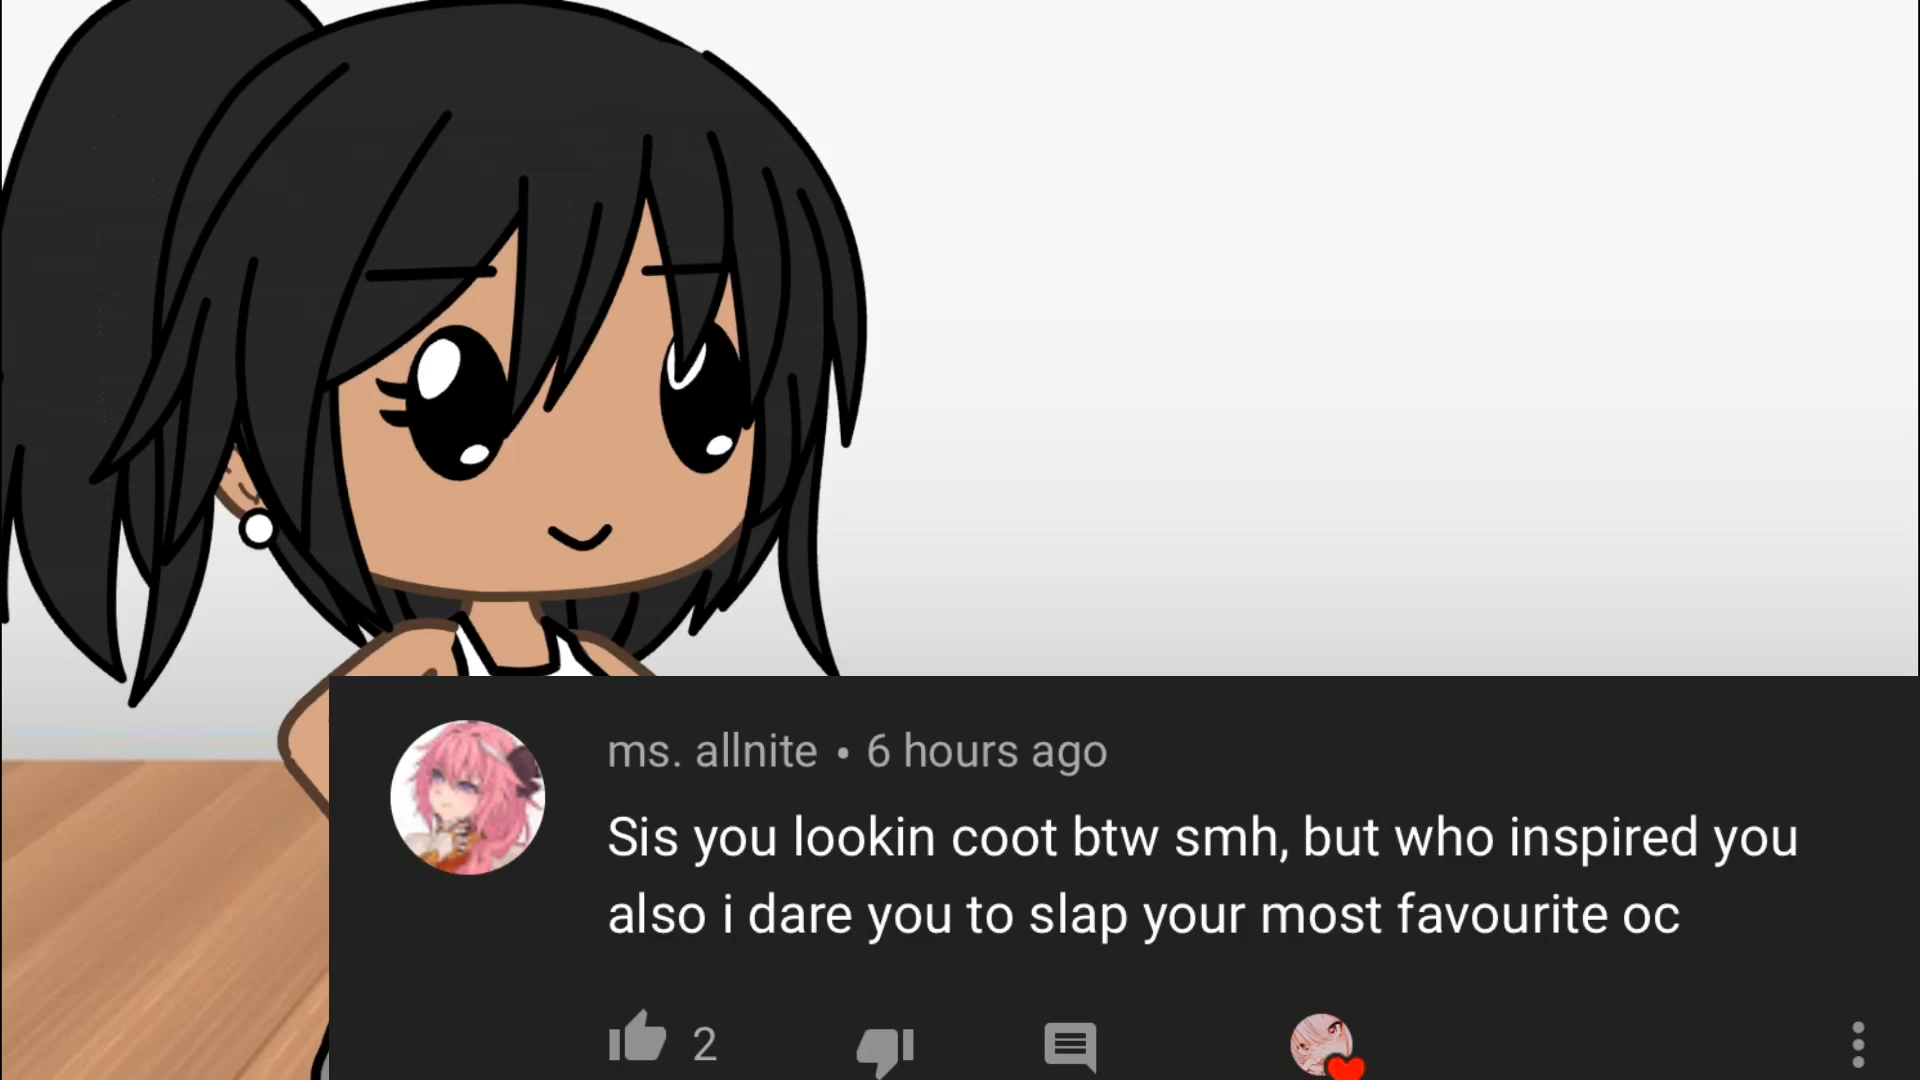 ms. allnite • 6 hours ago
Sis you lookin coot btw smh, but who inspired you
also i dare you to slap your most favourite oc
2